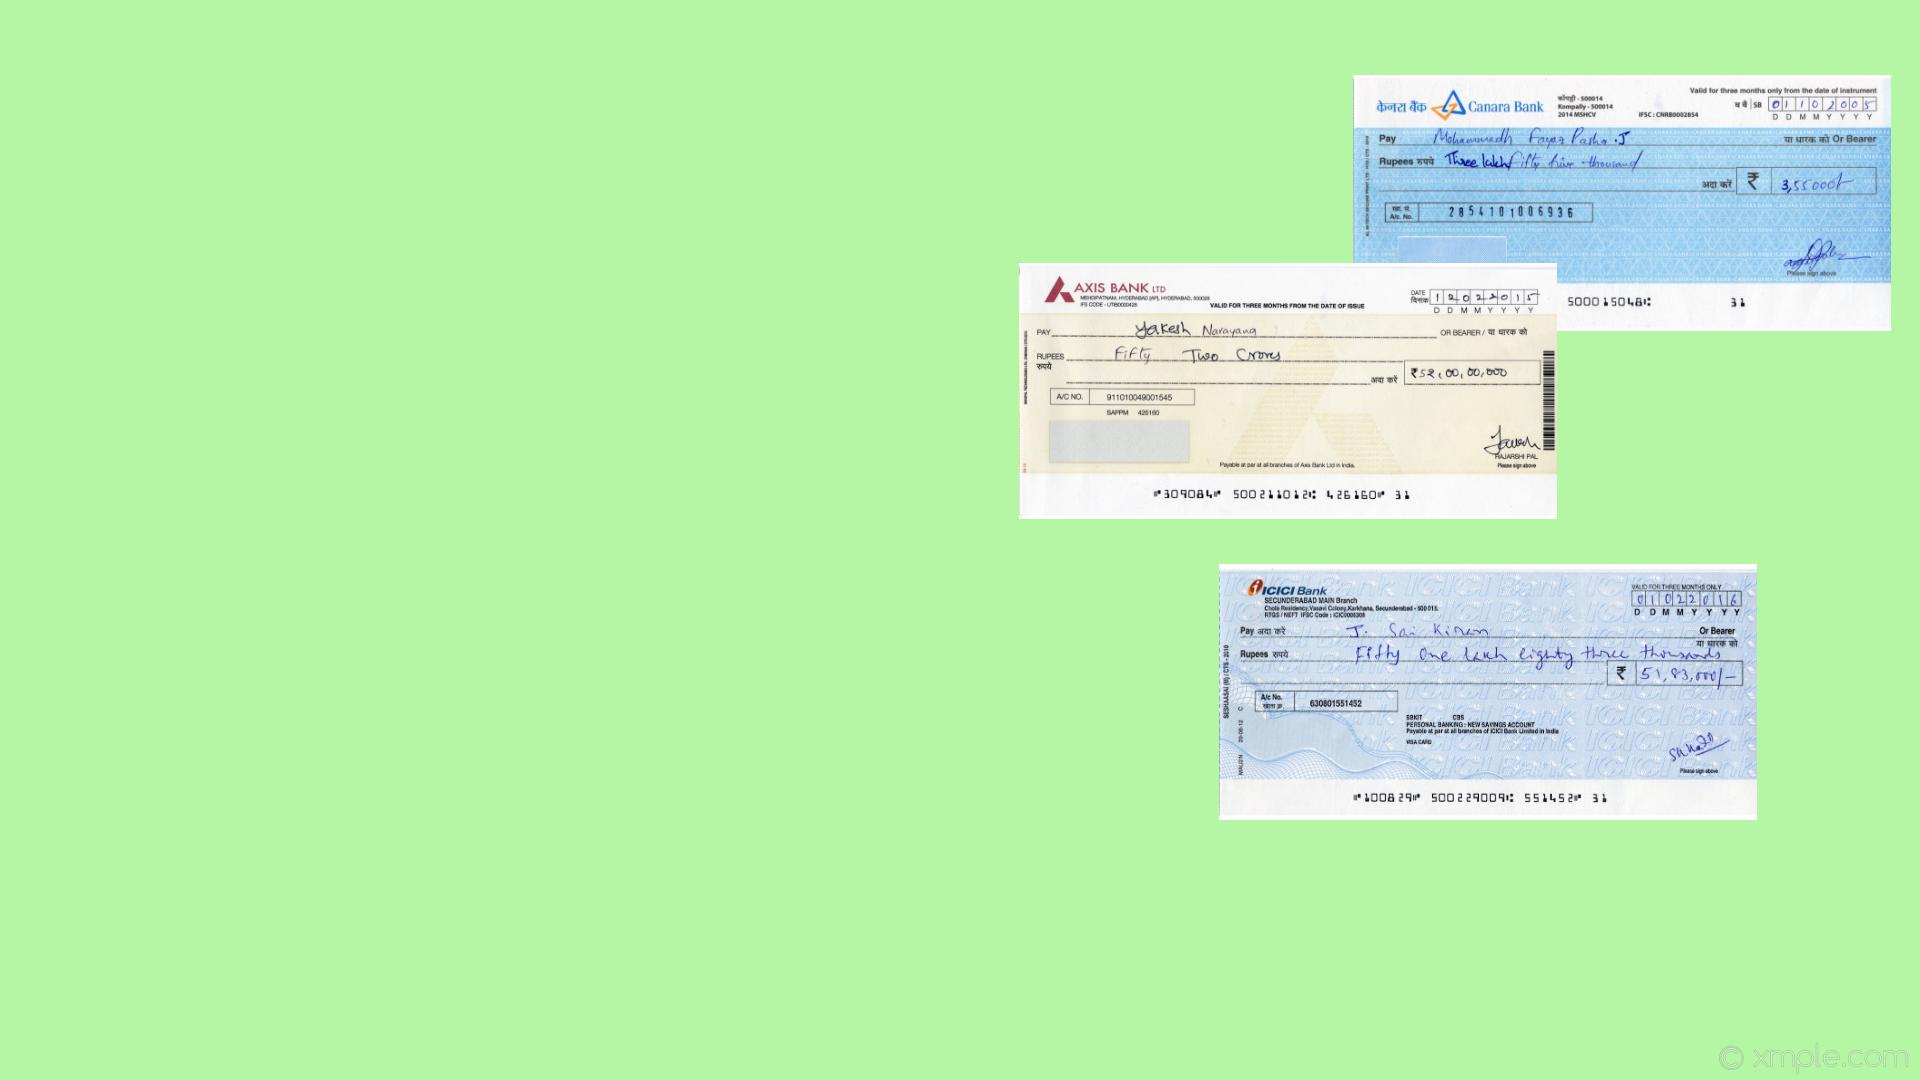 केनरा बैंक Canara Bank
कोंपल्ली - 500014
Kompally - 500014
2014 MSHCV
IFSC : CNRB0002854
Valid for three months only from the date of instrument
SB 01102005
D D M M Y Y Y Y
Pay Mohammedh Fayaz Pasha .J या धारक को Or Bearer
Rupees रुपये Three lakh fifty five thousand
अदा करें ₹ 3,55000/-
A/c. No. 2854101006936
Please sign above
500015048 31
AXIS BANK LTD
MEHDIPATNAM, HYDERABAD [AP], HYDERABAD, 500028
IFS CODE - UTIB0000426
VALID FOR THREE MONTHS FROM THE DATE OF ISSUE
DATE दिनांक 12022015
D D M M Y Y Y Y
PAY Yakesh Narayana OR BEARER / या धारक को
RUPEES रुपये Fifty Two Crores
अदा करें ₹52,00,00,000
A/C NO. 911010049001545
SAPPM 426160
RAJARSHI PAL
Payable at par at all branches of Axis Bank Ltd in India.
Please sign above
309084 500211012 426160 31
ICICI Bank
SECUNDERABAD MAIN Branch
Chola Residency,Vasavi Colony,Karkhana, Secunderabad - 500 015.
RTGS / NEFT IFSC Code : ICIC0006308
VALID FOR THREE MONTHS ONLY
01022016
D D M M Y Y Y Y
Pay अदा करें J. Sai Kiran Or Bearer
या धारक को
Rupees रुपये Fifty One lakh eighty three thousands
₹ 51,83,000/-
A/c No. 630801551452
SBKIT CBS
PERSONAL BANKING : NEW SAVINGS ACCOUNT
Payable at par at all branches of ICICI Bank Limited in India
VISA CARD
Please sign above
SESHAASAI (M) / CTS - 2010
100829 500229009 551452 31
© xmple.com